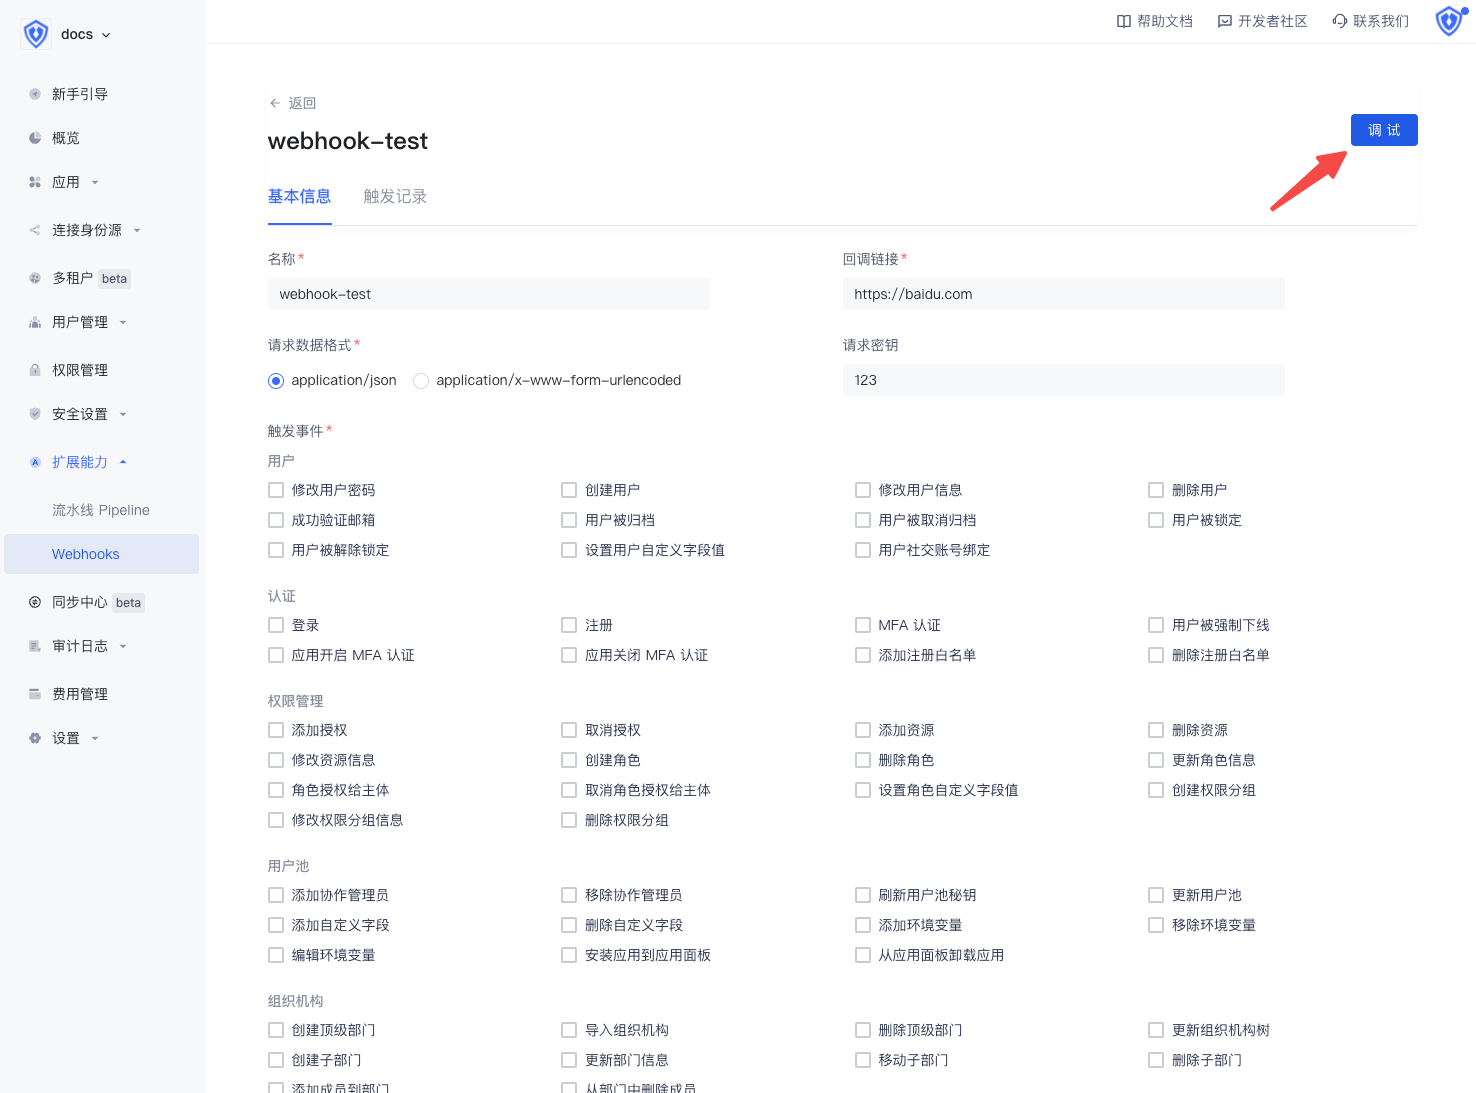 docs
帮助文档
开发者社区
联系我们
新手引导
概览
应用
连接身份源
多租户 beta
用户管理
权限管理
安全设置
扩展能力
流水线 Pipeline
Webhooks
同步中心 beta
审计日志
费用管理
设置
返回
webhook-test
调 试
基本信息
触发记录
名称*
webhook-test
回调链接*
https://baidu.com
请求数据格式*
application/json
application/x-www-form-urlencoded
请求密钥
123
触发事件*
用户
修改用户密码
创建用户
修改用户信息
删除用户
成功验证邮箱
用户被归档
用户被取消归档
用户被锁定
用户被解除锁定
设置用户自定义字段值
用户社交账号绑定
认证
登录
注册
MFA 认证
用户被强制下线
应用开启 MFA 认证
应用关闭 MFA 认证
添加注册白名单
删除注册白名单
权限管理
添加授权
取消授权
添加资源
删除资源
修改资源信息
创建角色
删除角色
更新角色信息
角色授权给主体
取消角色授权给主体
设置角色自定义字段值
创建权限分组
修改权限分组信息
删除权限分组
用户池
添加协作管理员
移除协作管理员
刷新用户池秘钥
更新用户池
添加自定义字段
删除自定义字段
添加环境变量
移除环境变量
编辑环境变量
安装应用到应用面板
从应用面板卸载应用
组织机构
创建顶级部门
导入组织机构
删除顶级部门
更新组织机构树
创建子部门
更新部门信息
移动子部门
删除子部门
添加成员到部门
从部门中删除成员